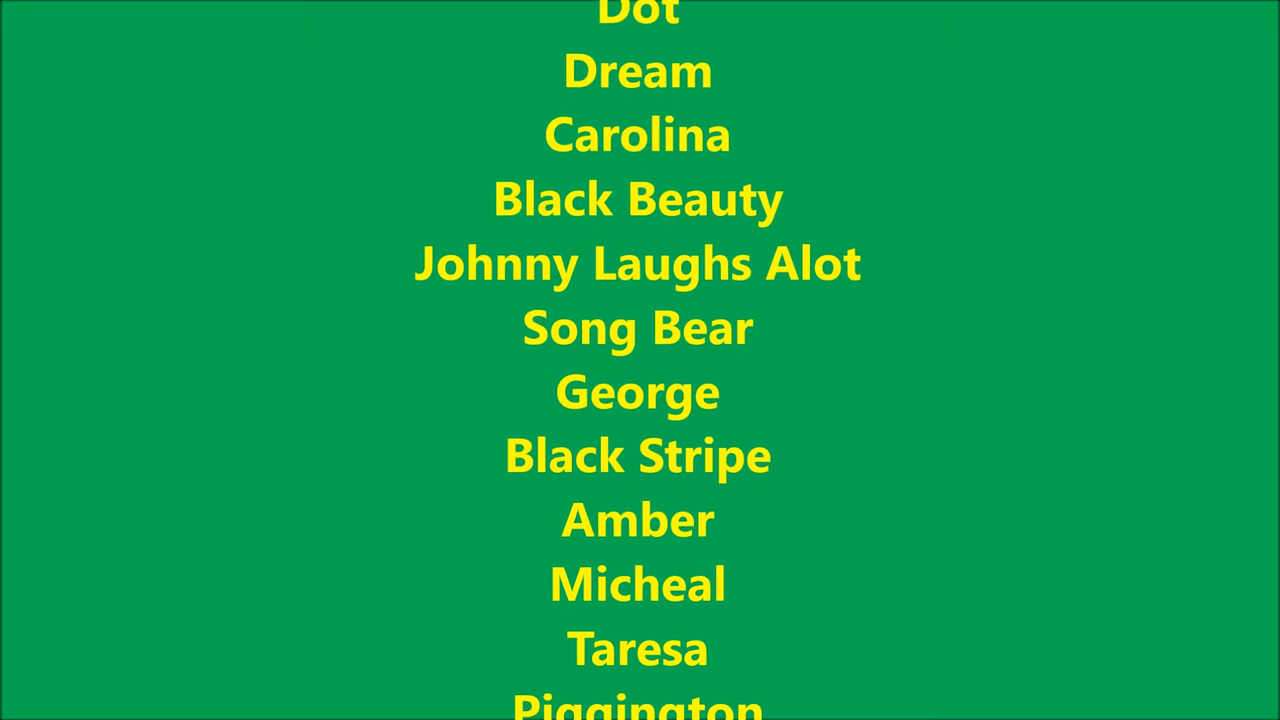 Dot
Dream
Carolina
Black Beauty
Johnny Laughs Alot
Song Bear
George
Black Stripe
Amber
Micheal
Taresa
Piggington